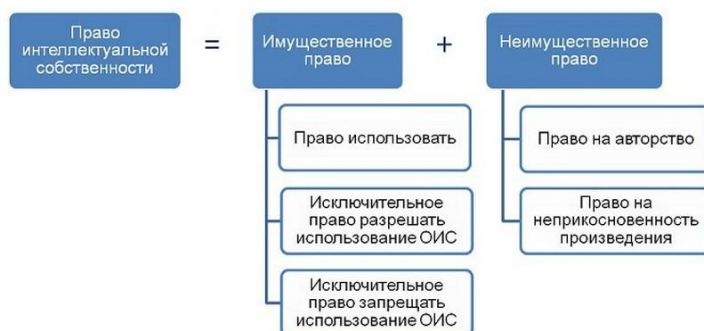 Право
интеллектуальной
собственности
=
Имущественное
право
+
Неимущественное
право
Право использовать
Исключительное
право разрешать
использование ОИС
Исключительное
право запрещать
использование ОИС
Право на авторство
Право на
неприкосновенность
произведения